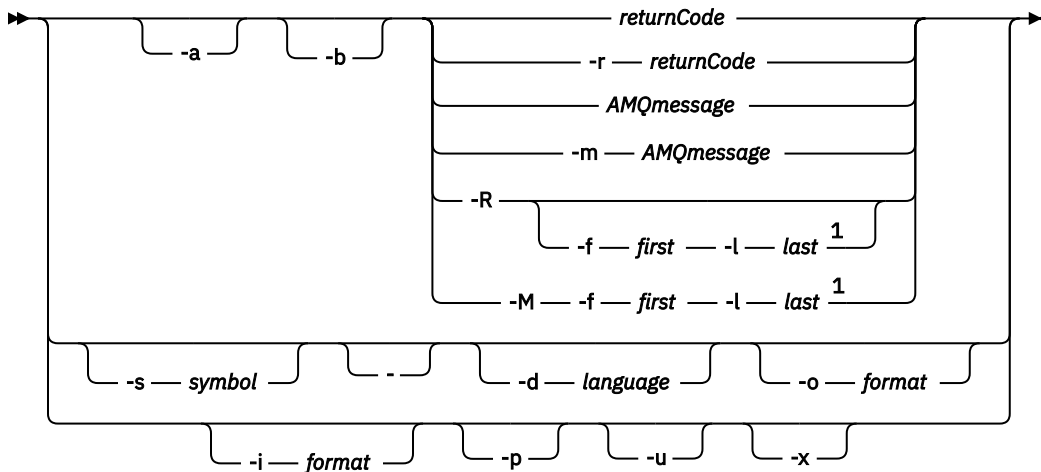 returnCode
-a -b
-r returnCode
AMQmessage
-m AMQmessage
-R
-f first -l last 1
-M -f first -l last 1
-s symbol - -d language -o format
-i format -p -u -x